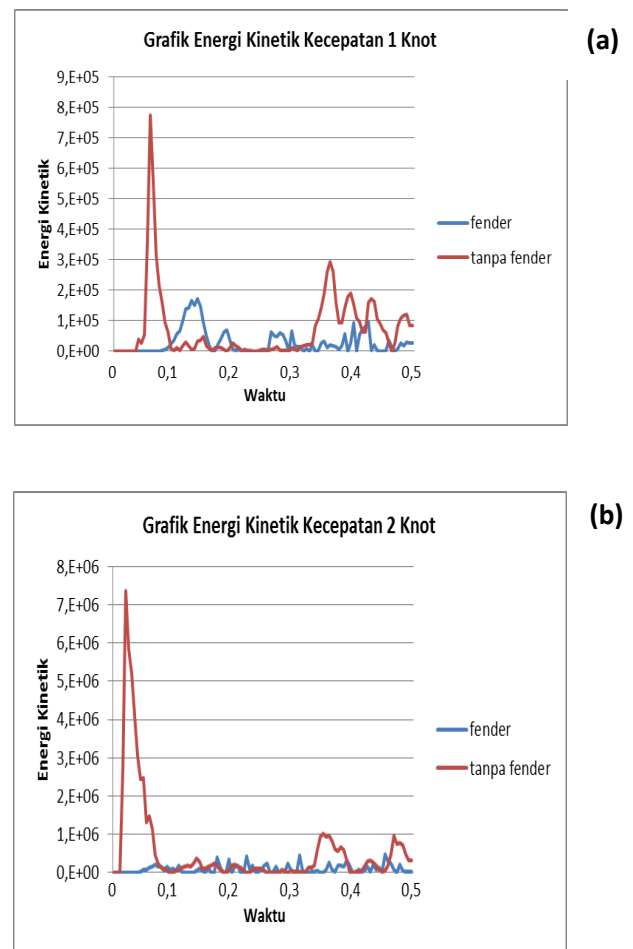 (a)
Grafik Energi Kinetik Kecepatan 1 Knot
Energi Kinetik
9,E+05
8,E+05
7,E+05
6,E+05
5,E+05
4,E+05
3,E+05
2,E+05
1,E+05
0,E+00
0 0,1 0,2 0,3 0,4 0,5
Waktu
fender
tanpa fender
(b)
Grafik Energi Kinetik Kecepatan 2 Knot
Energi Kinetik
8,E+06
7,E+06
6,E+06
5,E+06
4,E+06
3,E+06
2,E+06
1,E+06
0,E+00
0 0,1 0,2 0,3 0,4 0,5
Waktu
fender
tanpa fender